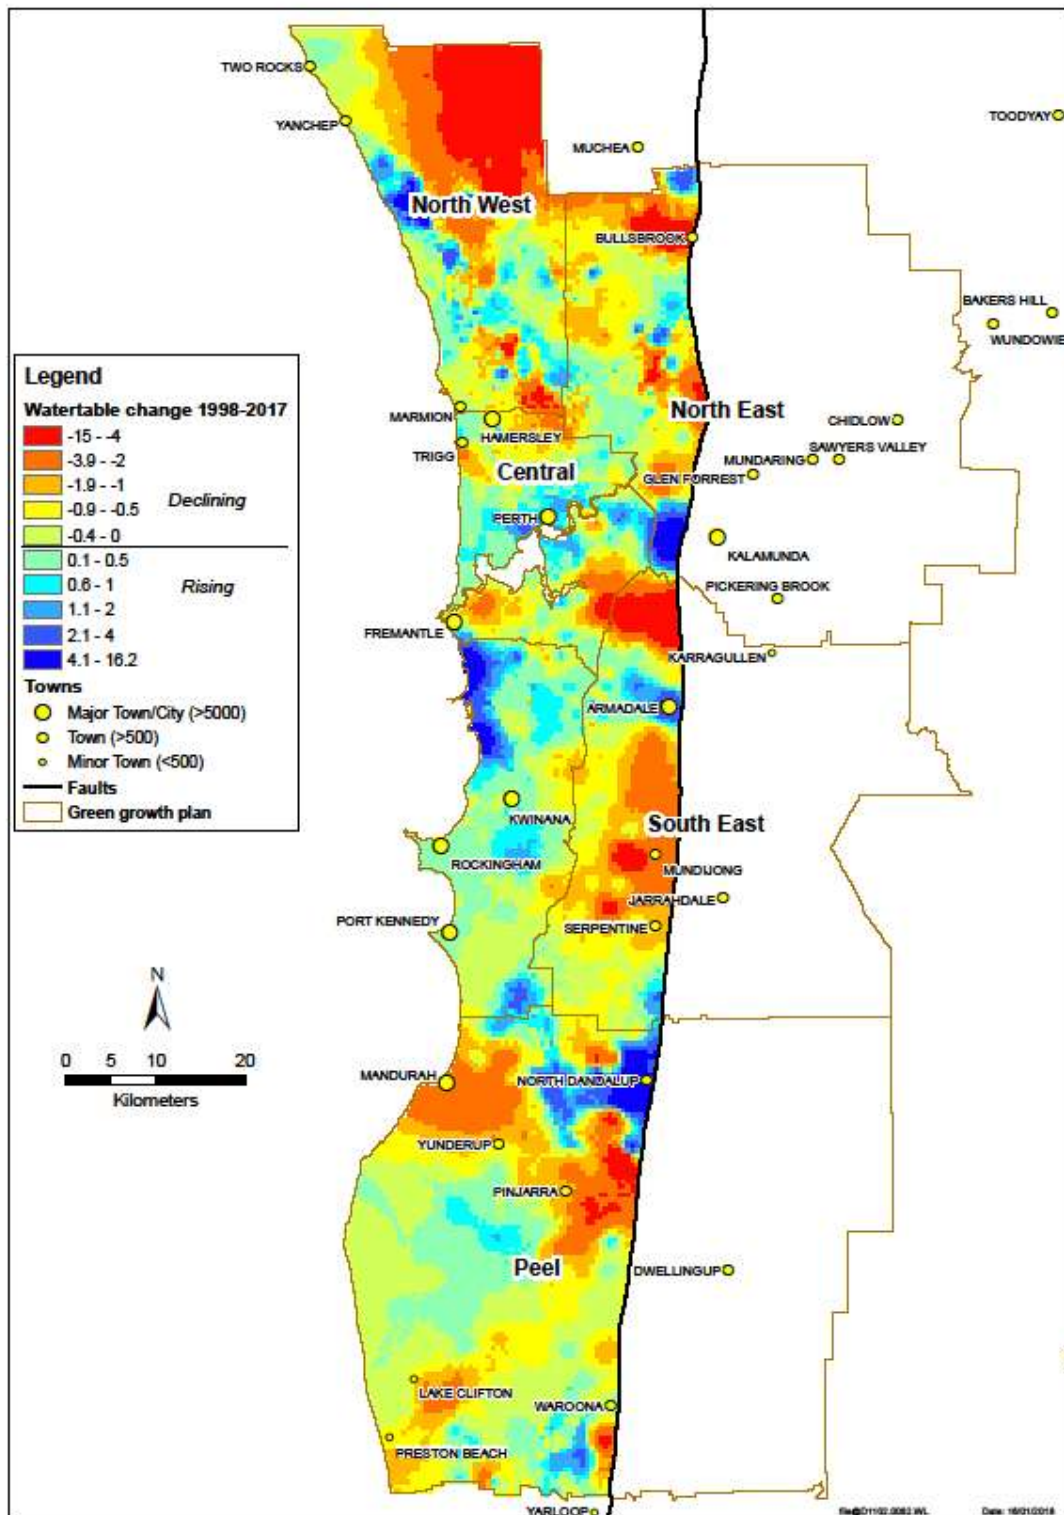 TWO ROCKS
TOODYAY
YANCHEP
MUCHEA
North West
BULLSBROOK
BAKERS HILL
WUNDOWIE
Legend
Watertable change 1998-2017
-15 - -4
-3.9 - -2
-1.9 - -1
-0.9 - -0.5
-0.4 - 0
Declining
0.1 - 0.5
0.6 - 1
1.1 - 2
2.1 - 4
4.1 - 16.2
Rising
Towns
Major Town/City (>5000)
Town (>500)
Minor Town (<500)
Faults
Green growth plan
MARMION
HAMERSLEY
TRIGG
North East
CHIDLOW
SAWYERS VALLEY
MUNDARING
GLEN FORREST
Central
PERTH
KALAMUNDA
PICKERING BROOK
FREMANTLE
KARRAGULLEN
ARMADALE
KWINANA
South East
ROCKINGHAM
MUNDIJONG
JARRAHDALE
PORT KENNEDY
SERPENTINE
N
0 5 10 20
Kilometers
MANDURAH
NORTH DANDALUP
YUNDERUP
PINJARRA
Peel
DWELLINGUP
LAKE CLIFTON
WAROONA
PRESTON BEACH
YARLOOP